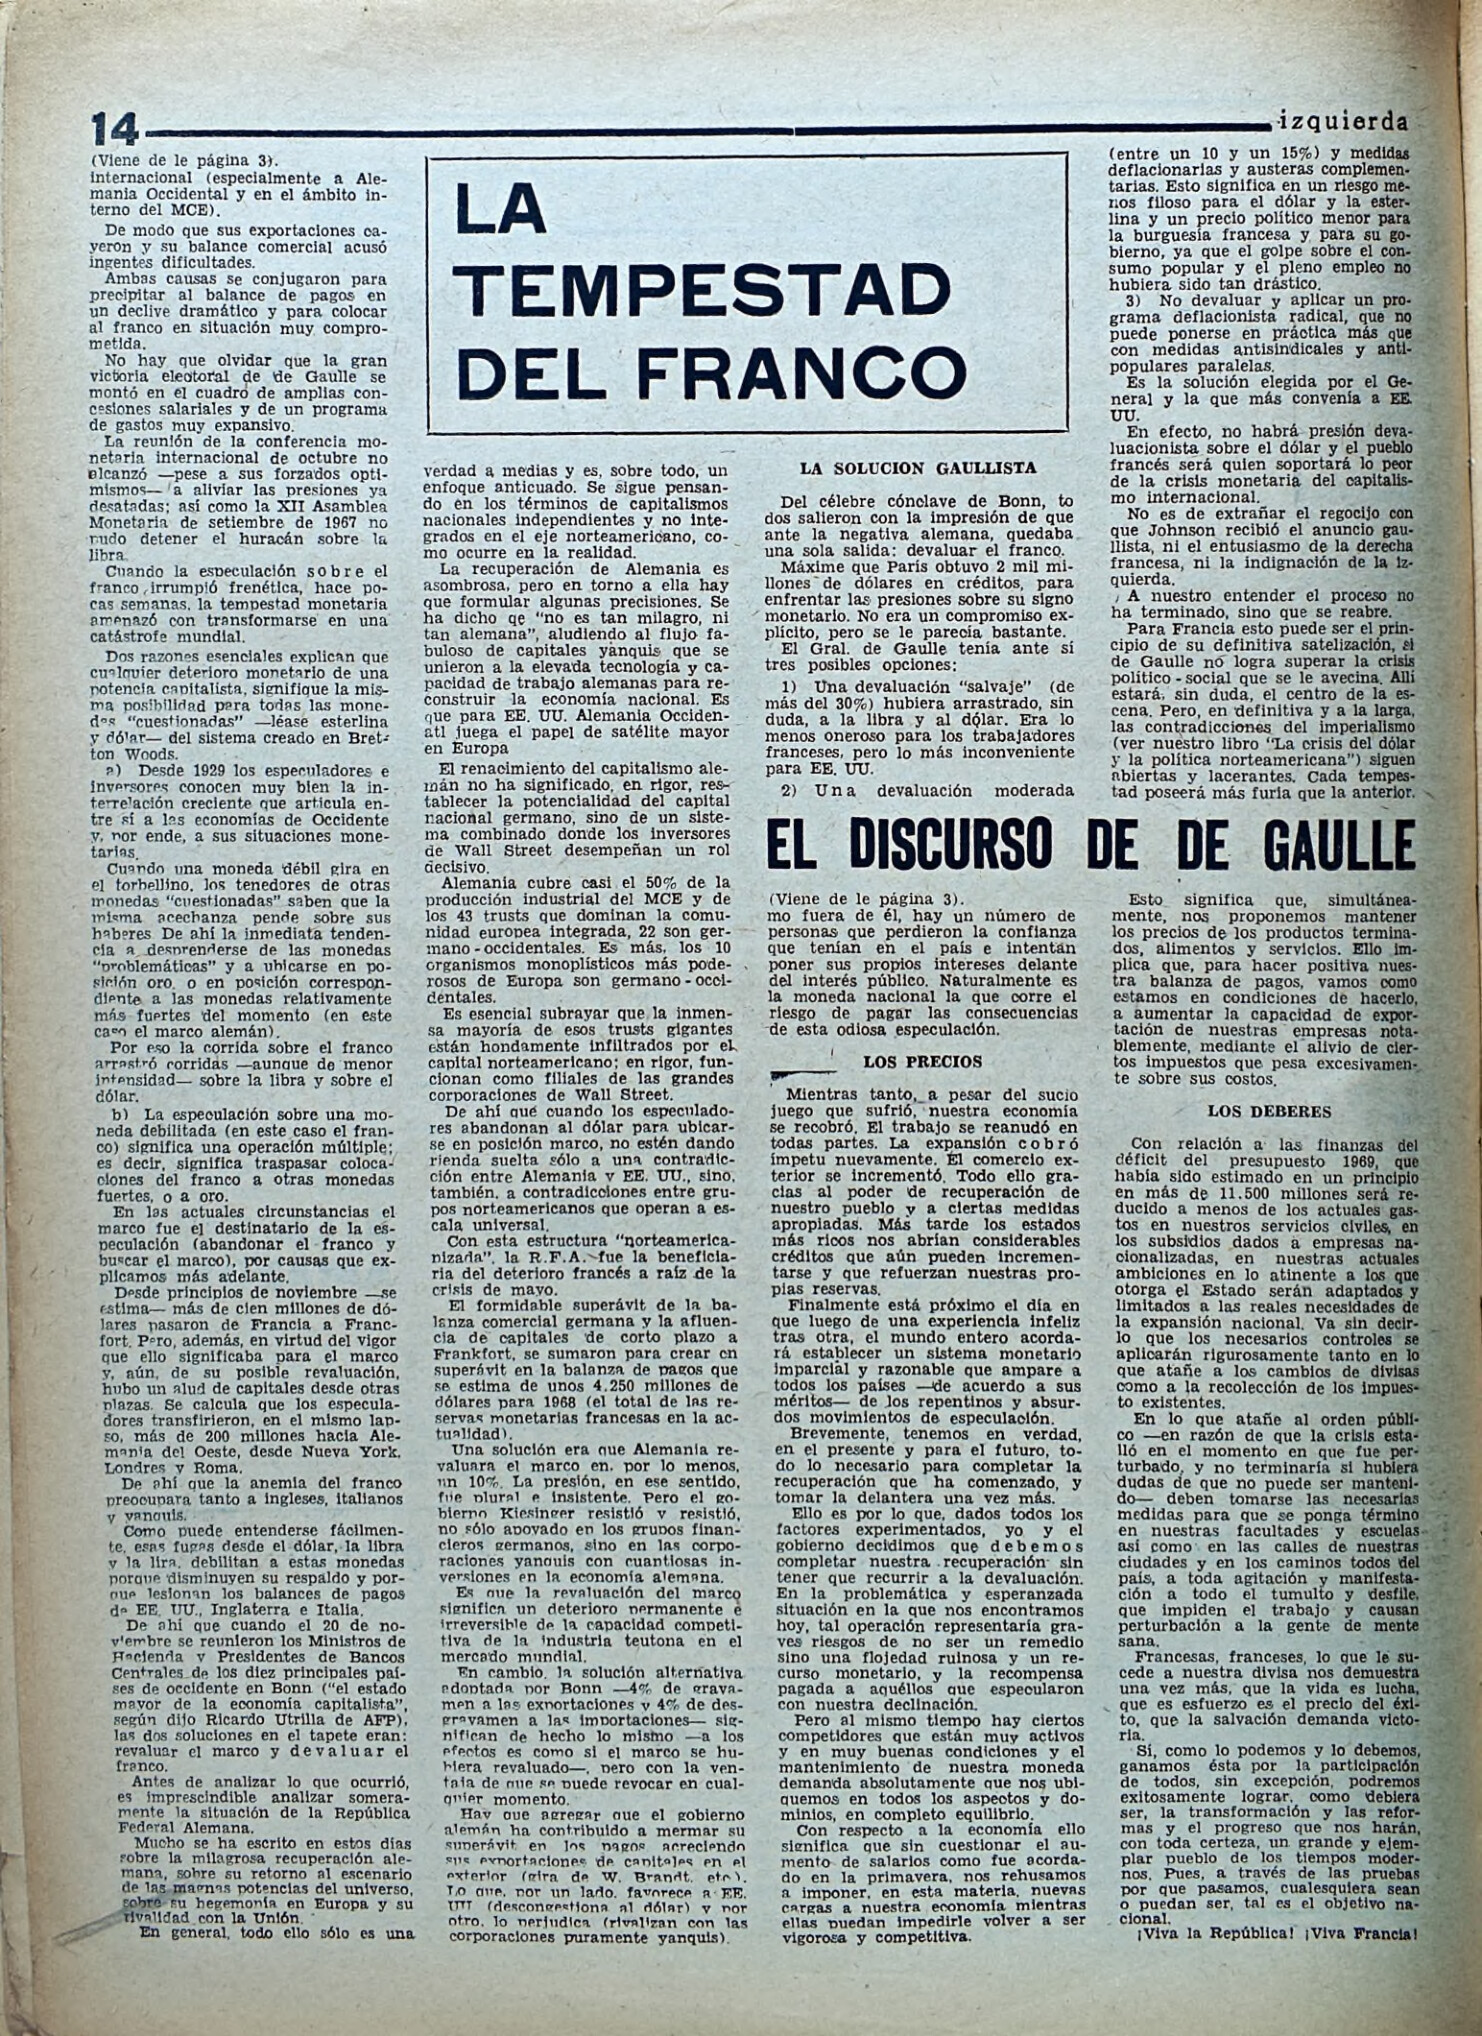 14
izquierda
LA
TEMPESTAD
DEL FRANCO
(Viene de le página 3).
internacional (especialmente a Ale-
mania Occidental y en el ámbito in-
terno del MCE).
De modo que sus exportaciones ca-
yeron y su balance comercial acusó
ingentes dificultades.
Ambas causas se conjugaron para
precipitar al balance de pagos en
un declive dramático y para colocar
al franco en situación muy compro-
metida.
No hay que olvidar que la gran
victoria electoral de de Gaulle se
montó en el cuadro de amplias con-
cesiones salariales y de un programa
de gastos muy expansivo.
La reunión de la conferencia mo-
netaria internacional de octubre no
alcanzó —pese a sus forzados opti-
mismos— a aliviar las presiones ya
desatadas; así como la XII Asamblea
Monetaria de setiembre de 1967 no
pudo detener el huracán sobre la
libra.
Cuando la especulación sobre el
franco irrumpió frenética, hace po-
cas semanas, la tempestad monetaria
amenazó con transformarse en una
catástrofe mundial.
Dos razones esenciales explican que
cualquier deterioro monetario de una
potencia capitalista, signifique la mis-
ma posibilidad para todas las mone-
das "cuestionadas" —léase esterlina
y dólar— del sistema creado en Bret-
ton Woods.
a) Desde 1929 los especuladores e
inversores conocen muy bien la in-
terrelación creciente que articula en-
tre sí a las economías de Occidente
y, por ende, a sus situaciones mone-
tarias.
Cuando una moneda débil gira en
el torbellino, los tenedores de otras
monedas "cuestionadas" saben que la
misma acechanza pende sobre sus
haberes De ahí la inmediata tenden-
cia a desprenderse de las monedas
"problemáticas" y a ubicarse en po-
sición oro, o en posición correspon-
diente a las monedas relativamente
más fuertes del momento (en este
caso el marco alemán).
Por eso la corrida sobre el franco
arrastró corridas —aunque de menor
intensidad— sobre la libra y sobre el
dólar.
b) La especulación sobre una mo-
neda debilitada (en este caso el fran-
co) significa una operación múltiple;
es decir, significa traspasar coloca-
ciones del franco a otras monedas
fuertes, o a oro.
En las actuales circunstancias el
marco fue el destinatario de la es-
peculación (abandonar el franco y
buscar el marco), por causas que ex-
plicamos más adelante.
Desde principios de noviembre —se
estima— más de cien millones de dó-
lares pasaron de Francia a Franc-
fort. Pero, además, en virtud del vigor
que ello significaba para el marco
y, aún, de su posible revaluación,
hubo un alud de capitales desde otras
plazas. Se calcula que los especula-
dores transfirieron, en el mismo lap-
so, más de 200 millones hacia Ale-
mania del Oeste, desde Nueva York,
Londres y Roma.
De ahí que la anemia del franco
preocupara tanto a ingleses, italianos
y yanquis.
Como puede entenderse fácilmen-
te, esas fugas desde el dólar, la libra
y la lira, debilitan a estas monedas
porque disminuyen su respaldo y por-
que lesionan los balances de pagos
de EE. UU., Inglaterra e Italia.
De ahí que cuando el 20 de no-
viembre se reunieron los Ministros de
Hacienda y Presidentes de Bancos
Centrales de los diez principales paí-
ses de occidente en Bonn ("el estado
mayor de la economía capitalista",
según dijo Ricardo Utrilla de AFP),
las dos soluciones en el tapete eran:
revaluar el marco y devaluar el
franco.
Antes de analizar lo que ocurrió,
es imprescindible analizar somera-
mente la situación de la República
Federal Alemana.
Mucho se ha escrito en estos días
sobre la milagrosa recuperación ale-
mana, sobre su retorno al escenario
de las magnas potencias del universo,
sobre su hegemonía en Europa y su
rivalidad con la Unión.
En general, todo ello sólo es una
verdad a medias y es, sobre todo, un
enfoque anticuado. Se sigue pensan-
do en los términos de capitalismos
nacionales independientes y no inte-
grados en el eje norteamericano, co-
mo ocurre en la realidad.
La recuperación de Alemania es
asombrosa, pero en torno a ella hay
que formular algunas precisiones. Se
ha dicho qe "no es tan milagro, ni
tan alemana", aludiendo al flujo fa-
buloso de capitales yanquis que se
unieron a la elevada tecnología y ca-
pacidad de trabajo alemanas para re-
construir la economía nacional. Es
que para EE. UU. Alemania Occiden-
atl juega el papel de satélite mayor
en Europa
El renacimiento del capitalismo ale-
mán no ha significado, en rigor, res-
tablecer la potencialidad del capital
nacional germano, sino de un siste-
ma combinado donde los inversores
de Wall Street desempeñan un rol
decisivo.
Alemania cubre casi el 50% de la
producción industrial del MCE y de
los 43 trusts que dominan la comu-
nidad europea integrada, 22 son ger-
mano-occidentales. Es más, los 10
organismos monoplísticos más pode-
rosos de Europa son germano-occi-
dentales.
Es esencial subrayar que la inmen-
sa mayoría de esos trusts gigantes
están hondamente infiltrados por el
capital norteamericano; en rigor, fun-
cionan como filiales de las grandes
corporaciones de Wall Street.
De ahí que cuando los especulado-
res abandonan al dólar para ubicar-
se en posición marco, no estén dando
rienda suelta sólo a una contradic-
ción entre Alemania y EE. UU., sino,
también, a contradicciones entre gru-
pos norteamericanos que operan a es-
cala universal.
Con esta estructura "norteamerica-
nizada", la R.F.A. fue la beneficia-
ria del deterioro francés a raíz de la
crisis de mayo.
El formidable superávit de la ba-
lanza comercial germana y la afluen-
cia de capitales de corto plazo a
Frankfort, se sumaron para crear en
superávit en la balanza de pagos que
se estima de unos 4.250 millones de
dólares para 1968 (el total de las re-
servas monetarias francesas en la ac-
tualidad).
Una solución era que Alemania re-
valuara el marco en, por lo menos,
un 10%. La presión, en ese sentido,
fue plural e insistente. Pero el go-
bierno Kiesinger resistió y resistió,
no sólo apoyado en los grupos finan-
cieros germanos, sino en las corpo-
raciones yanquis con cuantiosas in-
versiones en la economía alemana.
Es que la revaluación del marco
significa un deterioro permanente e
irreversible de la capacidad competi-
tiva de la industria teutona en el
mercado mundial.
En cambio, la solución alternativa
adoptada por Bonn —4% de grava-
men a las exportaciones y 4% de des-
gravamen a las importaciones— sig-
nifican de hecho lo mismo —a los
efectos es como si el marco se hu-
biera revaluado—, pero con la ven-
taja de que se puede revocar en cual-
quier momento.
Hay que agregar que el gobierno
alemán ha contribuido a mermar su
superávit en los pagos acreciendo
sus exportaciones de capitales en el
exterior (gira de W. Brandt, etc.).
Lo que, por un lado, favorece a EE.
UU (descongestiona al dólar) y por
otro, lo perjudica (rivalizan con las
corporaciones puramente yanquis).
LA SOLUCION GAULLISTA
Del célebre cónclave de Bonn, to
dos salieron con la impresión de que
ante la negativa alemana, quedaba
una sola salida: devaluar el franco.
Máxime que París obtuvo 2 mil mi-
llones de dólares en créditos, para
enfrentar las presiones sobre su signo
monetario. No era un compromiso ex-
plícito, pero se le parecía bastante.
El Gral. de Gaulle tenía ante sí
tres posibles opciones:
1) Una devaluación "salvaje" (de
más del 30%) hubiera arrastrado, sin
duda, a la libra y al dólar. Era lo
menos oneroso para los trabajadores
franceses, pero lo más inconveniente
para EE. UU.
2) Una devaluación moderada
(entre un 10 y un 15%) y medidas
deflacionarias y austeras complemen-
tarias. Esto significa en un riesgo me-
nos filoso para el dólar y la ester-
lina y un precio político menor para
la burguesía francesa y para su go-
bierno, ya que el golpe sobre el con-
sumo popular y el pleno empleo no
hubiera sido tan drástico.
3) No devaluar y aplicar un pro-
grama deflacionista radical, que no
puede ponerse en práctica más que
con medidas antisindicales y anti-
populares paralelas.
Es la solución elegida por el Ge-
neral y la que más convenía a EE.
UU.
En efecto, no habrá presión deva-
luacionista sobre el dólar y el pueblo
francés será quien soportará lo peor
de la crisis monetaria del capitalis-
mo internacional.
No es de extrañar el regocijo con
que Johnson recibió el anuncio gau-
llista, ni el entusiasmo de la derecha
francesa, ni la indignación de la iz-
quierda.
A nuestro entender el proceso no
ha terminado, sino que se reabre.
Para Francia esto puede ser el prin-
cipio de su definitiva satelización, si
de Gaulle no logra superar la crisis
político-social que se le avecina. Allí
estará, sin duda, el centro de la es-
cena. Pero, en definitiva y a la larga,
las contradicciones del imperialismo
(ver nuestro libro "La crisis del dólar
y la política norteamericana") siguen
abiertas y lacerantes. Cada tempes-
tad poseerá más furia que la anterior.
EL DISCURSO DE DE GAULLE
(Viene de le página 3).
mo fuera de él, hay un número de
personas que perdieron la confianza
que tenían en el país e intentan
poner sus propios intereses delante
del interés público. Naturalmente es
la moneda nacional la que corre el
riesgo de pagar las consecuencias
de esta odiosa especulación.
LOS PRECIOS
Mientras tanto, a pesar del sucio
juego que sufrió, nuestra economía
se recobró. El trabajo se reanudó en
todas partes. La expansión cobró
ímpetu nuevamente. El comercio ex-
terior se incrementó. Todo ello gra-
cias al poder de recuperación de
nuestro pueblo y a ciertas medidas
apropiadas. Más tarde los estados
más ricos nos abrían considerables
créditos que aún pueden incremen-
tarse y que refuerzan nuestras pro-
pias reservas.
Finalmente está próximo el día en
que luego de una experiencia infeliz
tras otra, el mundo entero acorda-
rá establecer un sistema monetario
imparcial y razonable que ampare a
todos los países —de acuerdo a sus
méritos— de los repentinos y absur-
dos movimientos de especulación.
Brevemente, tenemos en verdad,
en el presente y para el futuro, to-
do lo necesario para completar la
recuperación que ha comenzado, y
tomar la delantera una vez más.
Ello es por lo que, dados todos los
factores experimentados, yo y el
gobierno decidimos que debemos
completar nuestra recuperación sin
tener que recurrir a la devaluación.
En la problemática y esperanzada
situación en la que nos encontramos
hoy, tal operación representaría gra-
ves riesgos de no ser un remedio
sino una flojedad ruinosa y un re-
curso monetario, y la recompensa
pagada a aquéllos que especularon
con nuestra declinación.
Pero al mismo tiempo hay ciertos
competidores que están muy activos
y en muy buenas condiciones y el
mantenimiento de nuestra moneda
demanda absolutamente que nos ubi-
quemos en todos los aspectos y do-
minios, en completo equilibrio.
Con respecto a la economía ello
significa que sin cuestionar el au-
mento de salarios como fue acorda-
do en la primavera, nos rehusamos
a imponer, en esta materia, nuevas
cargas a nuestra economía mientras
ellas puedan impedirle volver a ser
vigorosa y competitiva.
Esto significa que, simultánea-
mente, nos proponemos mantener
los precios de los productos termina-
dos, alimentos y servicios. Ello im-
plica que, para hacer positiva nues-
tra balanza de pagos, vamos como
estamos en condiciones de hacerlo,
a aumentar la capacidad de expor-
tación de nuestras empresas nota-
blemente, mediante el alivio de cier-
tos impuestos que pesa excesivamen-
te sobre sus costos.
LOS DEBERES
Con relación a las finanzas del
déficit del presupuesto 1969, que
había sido estimado en un principio
en más de 11.500 millones será re-
ducido a menos de los actuales gas-
tos en nuestros servicios civiles, en
los subsidios dados a empresas na-
cionalizadas, en nuestras actuales
ambiciones en lo atinente a los que
otorga el Estado serán adaptados y
limitados a las reales necesidades de
la expansión nacional. Va sin decir-
lo que los necesarios controles se
aplicarán rigurosamente tanto en lo
que atañe a los cambios de divisas
como a la recolección de los impues-
to existentes.
En lo que atañe al orden públi-
co —en razón de que la crisis esta-
lló en el momento en que fue per-
turbado, y no terminaría si hubiera
dudas de que no puede ser manteni-
do— deben tomarse las necesarias
medidas para que se ponga término
en nuestras facultades y escuelas
así como en las calles de nuestras
ciudades y en los caminos todos del
país, a toda agitación y manifesta-
ción a todo el tumulto y desfile,
que impiden el trabajo y causan
perturbación a la gente de mente
sana.
Francesas, franceses, lo que le su-
cede a nuestra divisa nos demuestra
una vez más, que la vida es lucha,
que es esfuerzo es el precio del éxi-
to, que la salvación demanda victo-
ria.
Sí, como lo podemos y lo debemos,
ganamos ésta por la participación
de todos, sin excepción, podremos
exitosamente lograr, como debiera
ser, la transformación y las refor-
mas y el progreso que nos harán,
con toda certeza, un grande y ejem-
plar pueblo de los tiempos moder-
nos. Pues, a través de las pruebas
por que pasamos, cualesquiera sean
o puedan ser, tal es el objetivo na-
cional.
¡Viva la República! ¡Viva Francia!